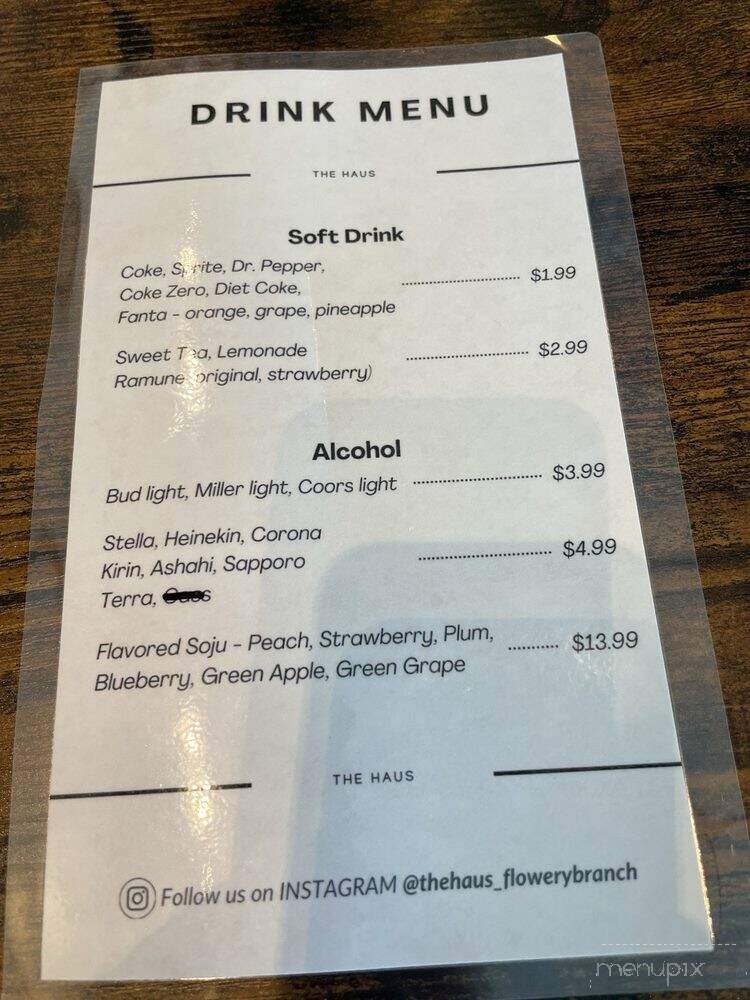 DRINK MENU
THE HAUS
Soft Drink
Coke, Sprite, Dr. Pepper,
Coke Zero, Diet Coke, .......... $1.99
Fanta - orange, grape, pineapple
Sweet Tea, Lemonade .......... $2.99
Ramune (original, strawberry)
Alcohol
Bud light, Miller light, Coors light .......... $3.99
Stella, Heinekin, Corona
Kirin, Ashahi, Sapporo .......... $4.99
Terra,
Flavored Soju - Peach, Strawberry, Plum, .......... $13.99
Blueberry, Green Apple, Green Grape
THE HAUS
Follow us on INSTAGRAM @thehaus_flowerybranch
menupix